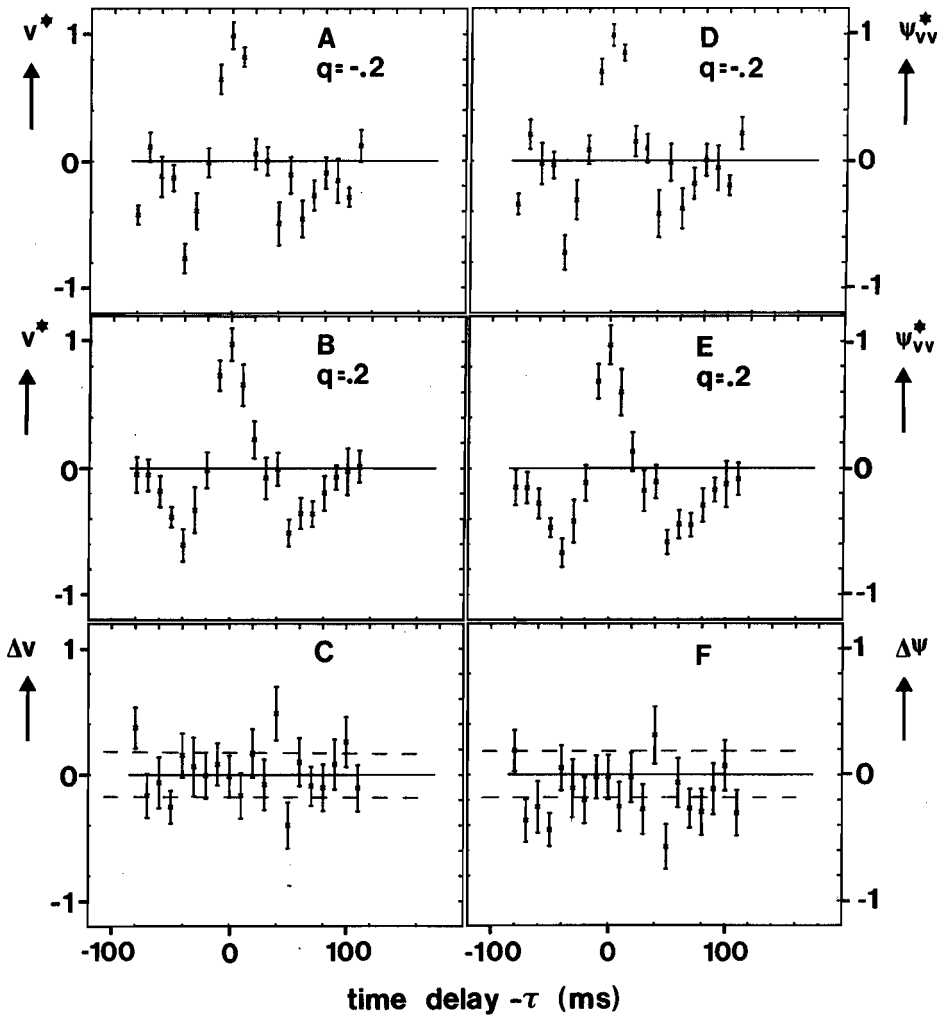 v*
1
0
-1
A
q=-.2
D
q=-.2
ψ*vv
1
0
-1
v*
1
0
-1
B
q=.2
E
q=.2
ψ*vv
1
0
-1
Δv
1
0
-1
C
F
Δψ
1
0
-1
-100 0 100
-100 0 100
time delay -τ (ms)